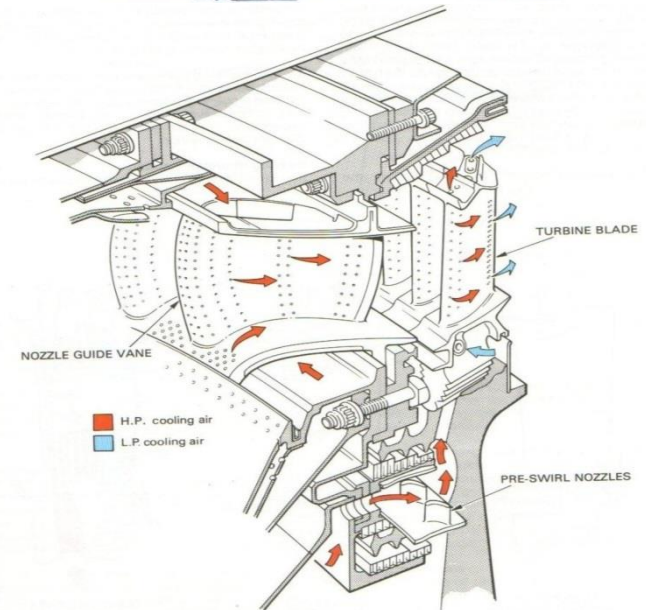 TURBINE BLADE
NOZZLE GUIDE VANE
H.P. cooling air
L.P. cooling air
PRE-SWIRL NOZZLES